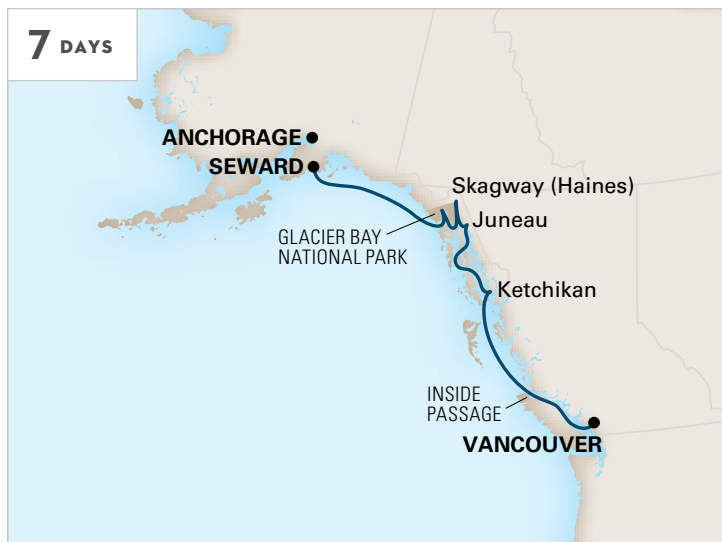 7 DAYS
ANCHORAGE
SEWARD
Skagway (Haines)
Juneau
GLACIER BAY
NATIONAL PARK
Ketchikan
INSIDE
PASSAGE
VANCOUVER